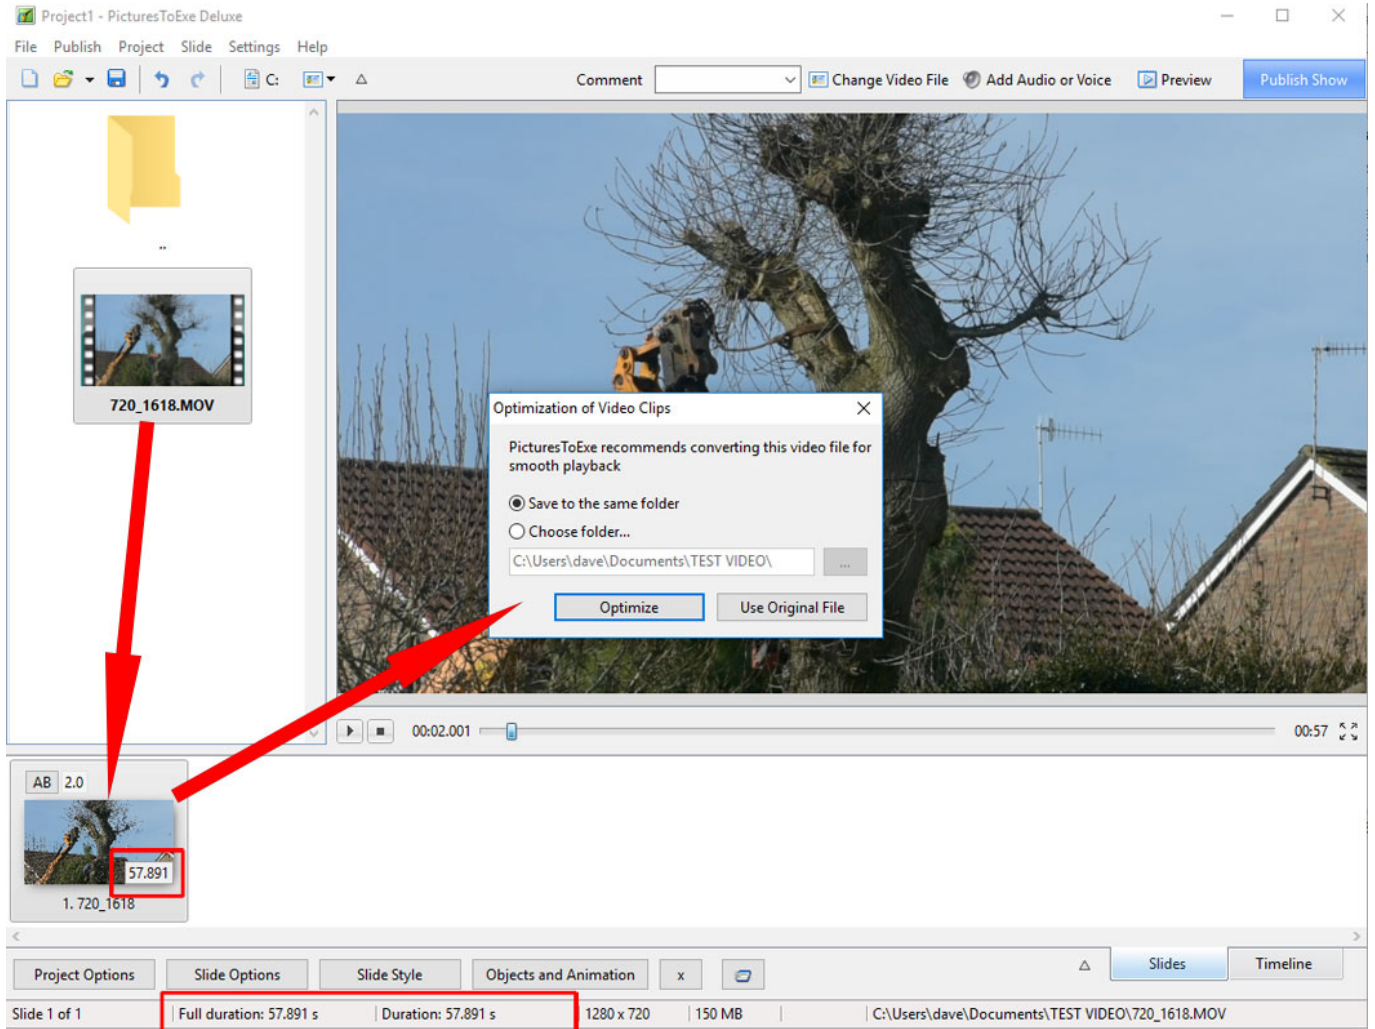 Project1 - PicturesToExe Deluxe
File Publish Project Slide Settings Help
C: Comment Change Video File Add Audio or Voice Preview Publish Show
..
720_1618.MOV
Optimization of Video Clips
PicturesToExe recommends converting this video file for
smooth playback
Save to the same folder
Choose folder...
C:\Users\dave\Documents\TEST VIDEO\
...
Optimize Use Original File
00:02.001 00:57
AB 2.0
57.891
1. 720_1618
Project Options Slide Options Slide Style Objects and Animation x Slides Timeline
Slide 1 of 1 Full duration: 57.891 s Duration: 57.891 s 1280 x 720 150 MB C:\Users\dave\Documents\TEST VIDEO\720_1618.MOV